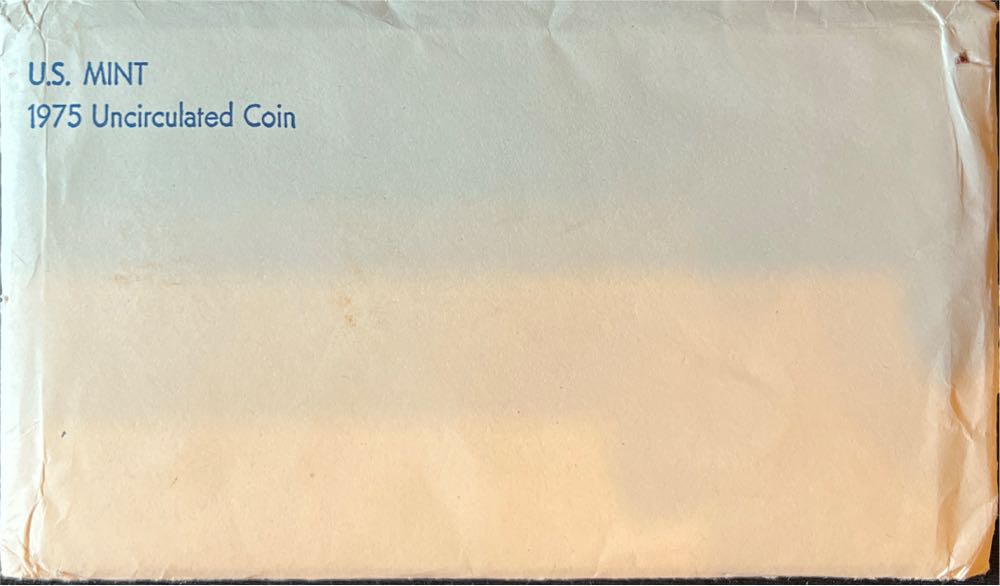 U.S. MINT
1975 Uncirculated Coin